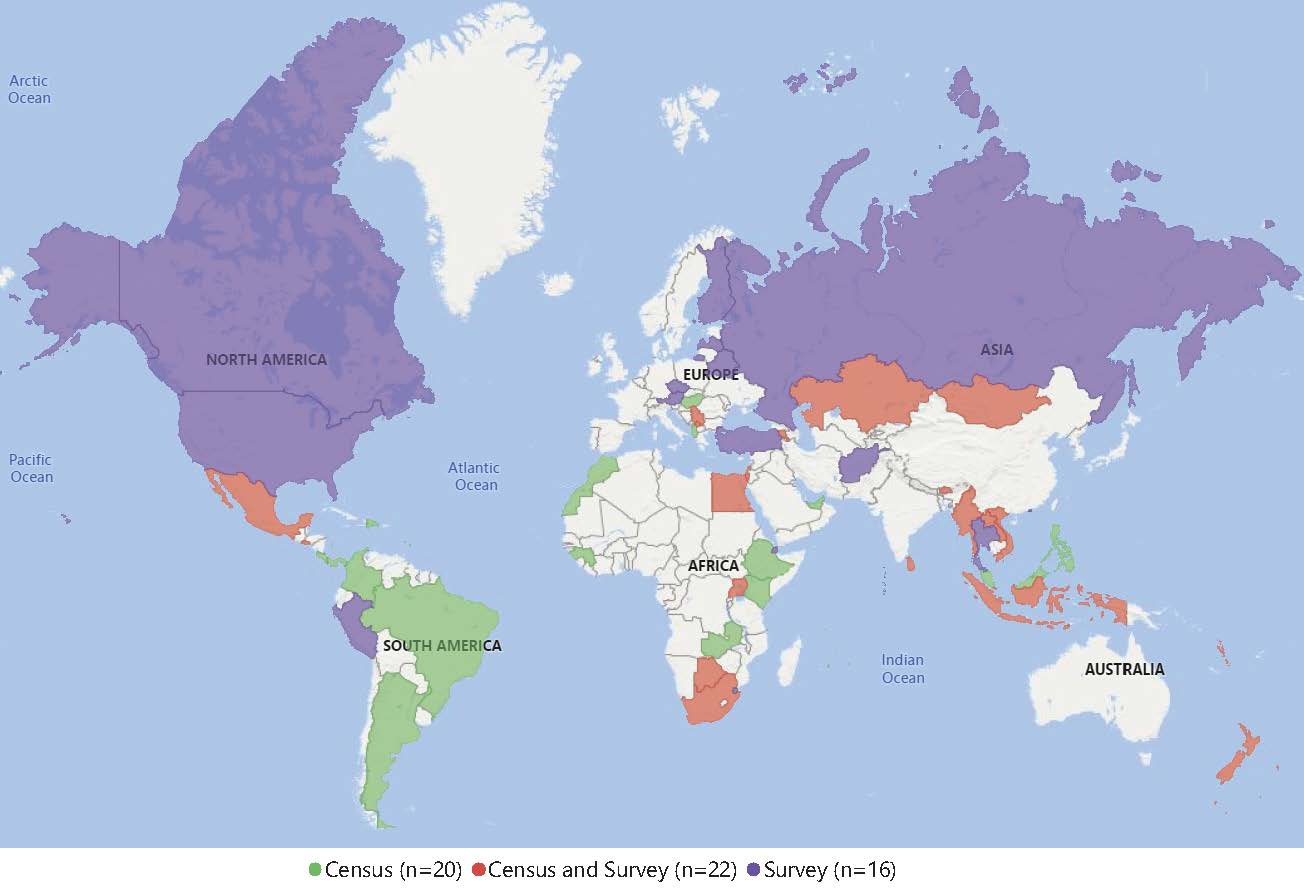 Arctic
Ocean
NORTH AMERICA
ASIA
EUROPE
Pacific
Ocean
Atlantic
Ocean
AFRICA
SOUTH AMERICA
Indian
Ocean
AUSTRALIA
Census (n=20) Census and Survey (n=22) Survey (n=16)